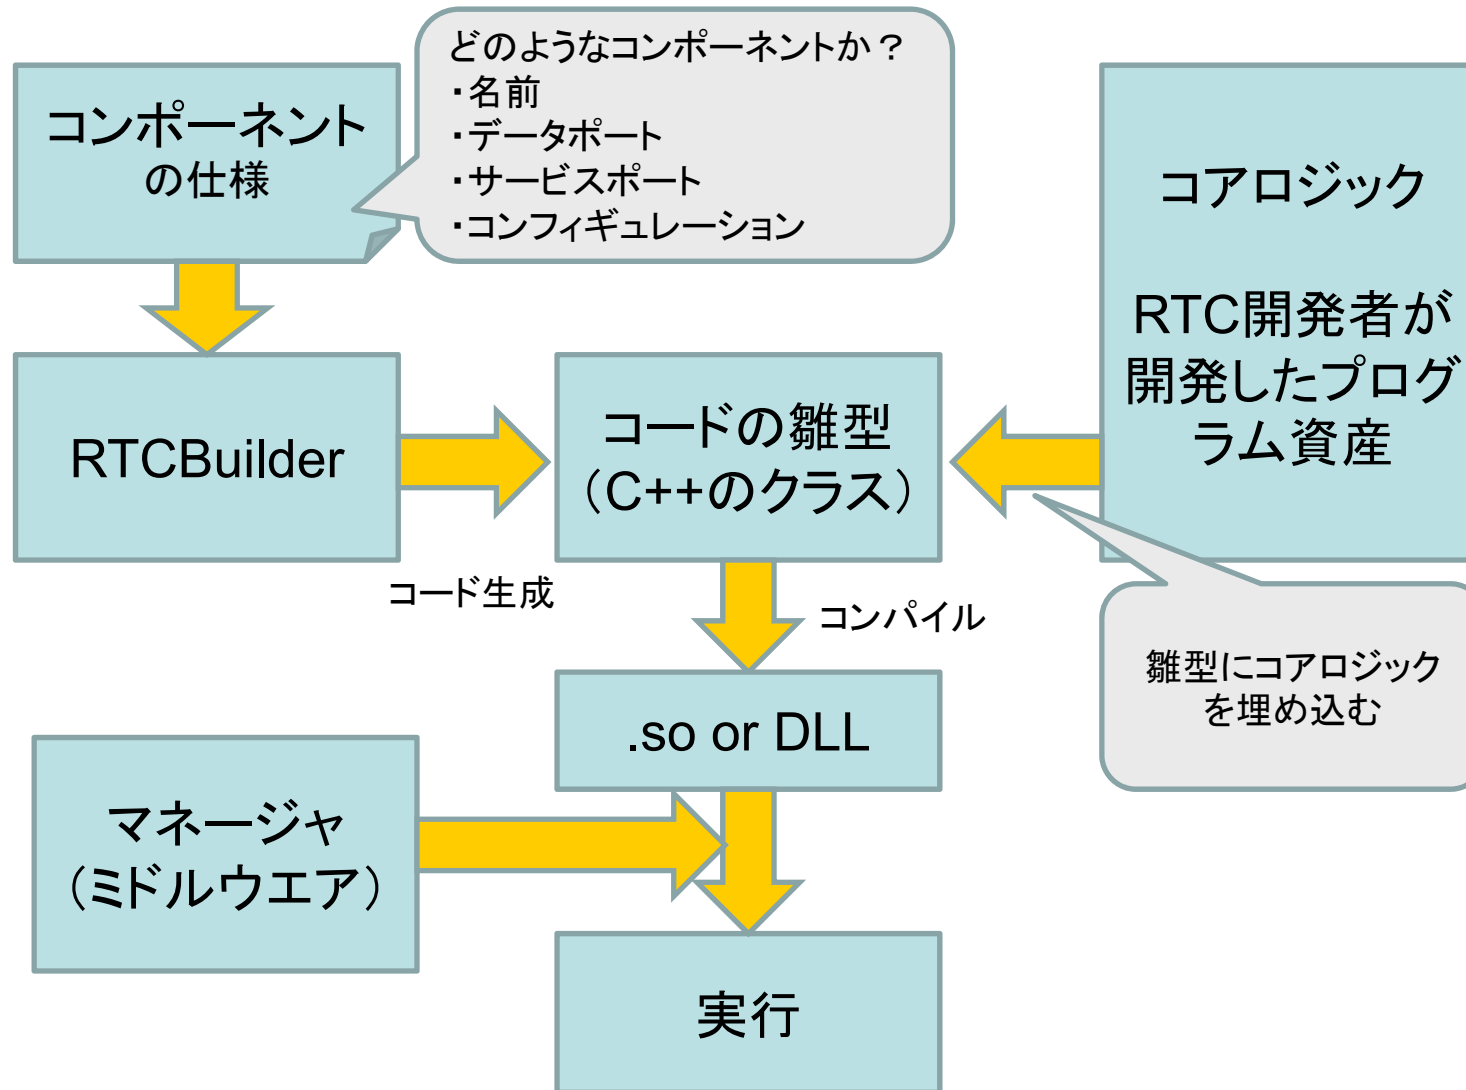 どのようなコンポーネントか？
・名前
・データポート
・サービスポート
・コンフィギュレーション
コンポーネント
の仕様
コアロジック
RTC開発者が
開発したプログ
ラム資産
RTCBuilder
コードの雛型
（C++のクラス）
コード生成
コンパイル
雛型にコアロジック
を埋め込む
.so or DLL
マネージャ
（ミドルウエア）
実行